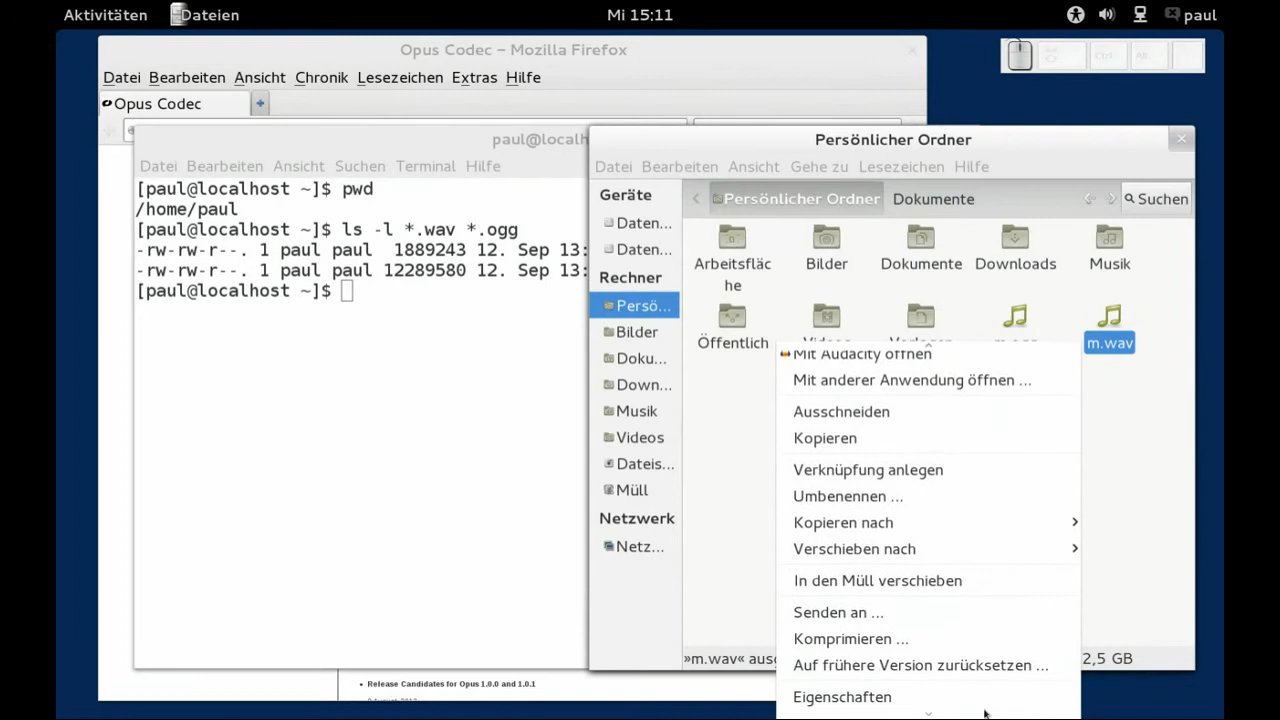 Aktivitäten Dateien Mi 15:11 paul
Opus Codec – Mozilla Firefox
Datei Bearbeiten Ansicht Chronik Lesezeichen Extras Hilfe
Opus Codec
paul@localh
Datei Bearbeiten Ansicht Suchen Terminal Hilfe
[paul@localhost ~]$ pwd
/home/paul
[paul@localhost ~]$ ls -l *.wav *.ogg
-rw-rw-r--. 1 paul paul  1889243 12. Sep 13:
-rw-rw-r--. 1 paul paul 12289580 12. Sep 13:
[paul@localhost ~]$
Persönlicher Ordner
Datei Bearbeiten Ansicht Gehe zu Lesezeichen Hilfe
Persönlicher Ordner Dokumente Suchen
Geräte
Daten...
Daten...
Rechner
Persö...
Bilder
Doku...
Down...
Musik
Videos
Dateis...
Müll
Netzwerk
Netz...
Arbeitsfläc
he
Bilder
Dokumente
Downloads
Musik
Öffentlich
m.wav
Mit Audacity öffnen
Mit anderer Anwendung öffnen ...
Ausschneiden
Kopieren
Verknüpfung anlegen
Umbenennen ...
Kopieren nach
Verschieben nach
In den Müll verschieben
Senden an ...
Komprimieren ...
Auf frühere Version zurücksetzen ...
Eigenschaften
»m.wav« aus
2,5 GB
Release Candidates for Opus 1.0.0 and 1.0.1